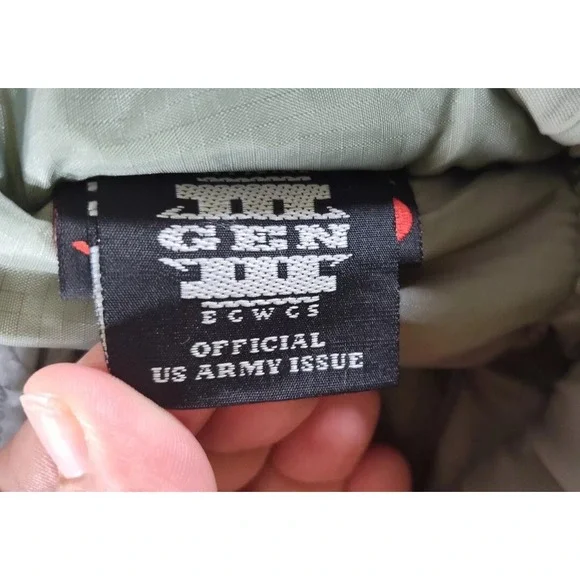 III
GEN
III
ECWCS
OFFICIAL
US ARMY ISSUE